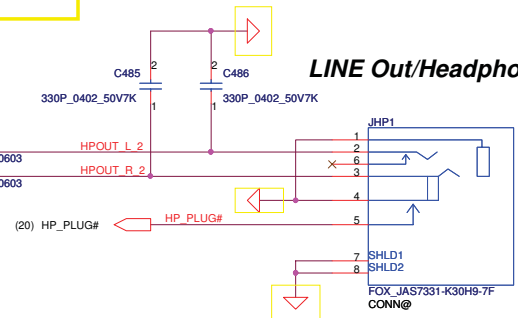 2
2
C485
C486
LINE Out/Headpho
330P_0402_50V7K
330P_0402_50V7K
1
1
JHP1
1
HPOUT_L_2
2
0603
6
HPOUT_R_2
3
0603
4
(20) HP_PLUG#
HP_PLUG#
5
7
SHLD1
8
SHLD2
FOX_JAS7331-K30H9-7F
CONN@